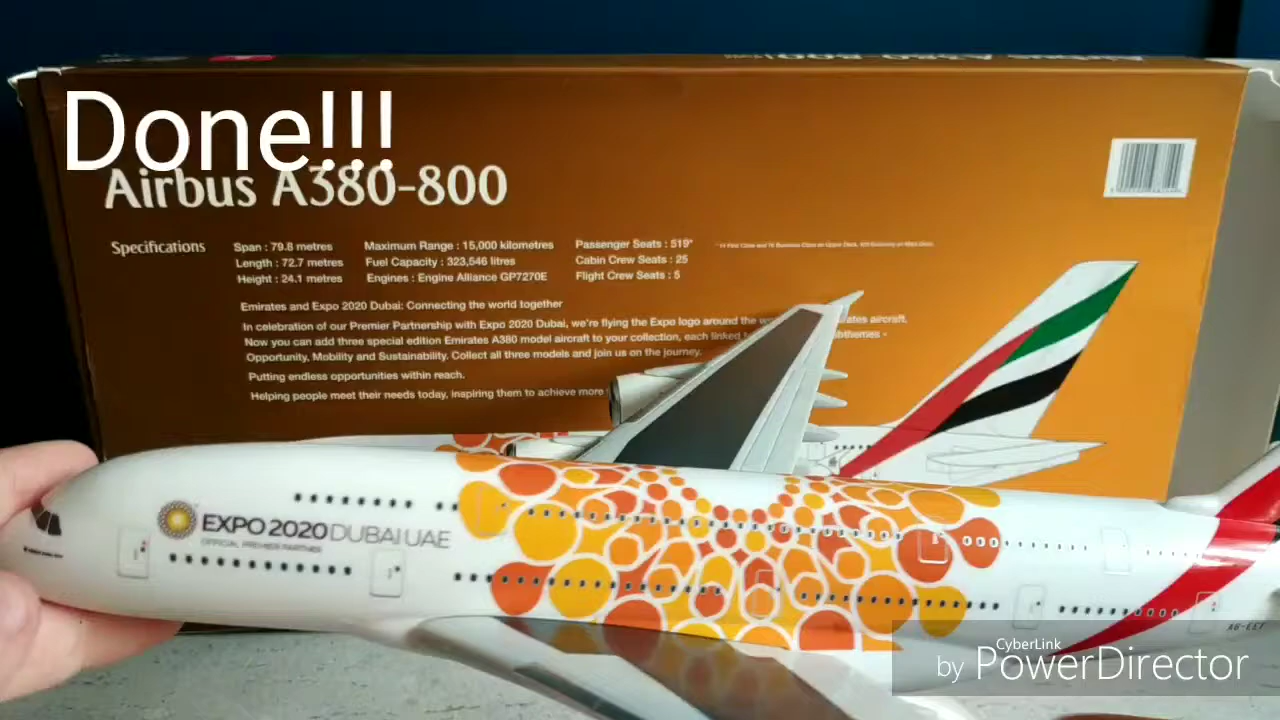 Done!!!
Airbus A380-800
Specifications
Span : 79.8 metres
Length : 72.7 metres
Height : 24.1 metres
Maximum Range : 15,000 kilometres
Fuel Capacity : 323,546 litres
Engines : Engine Alliance GP7270E
Passenger Seats : 519*
Cabin Crew Seats : 25
Flight Crew Seats : 5
Emirates and Expo 2020 Dubai: Connecting the world together
In celebration of our Premier Partnership with Expo 2020 Dubai, we're flying the Expo logo around the aircraft.
Now you can add three special edition Emirates A380 model aircraft to your collection, each linked
Opportunity, Mobility and Sustainability. Collect all three models and join us on the journey.
Putting endless opportunities within reach.
Helping people meet their needs today, inspiring them to achieve more
EXPO 2020 DUBAI UAE
OFFICIAL PREMIER PARTNER
A6-EET
CyberLink
by PowerDirector